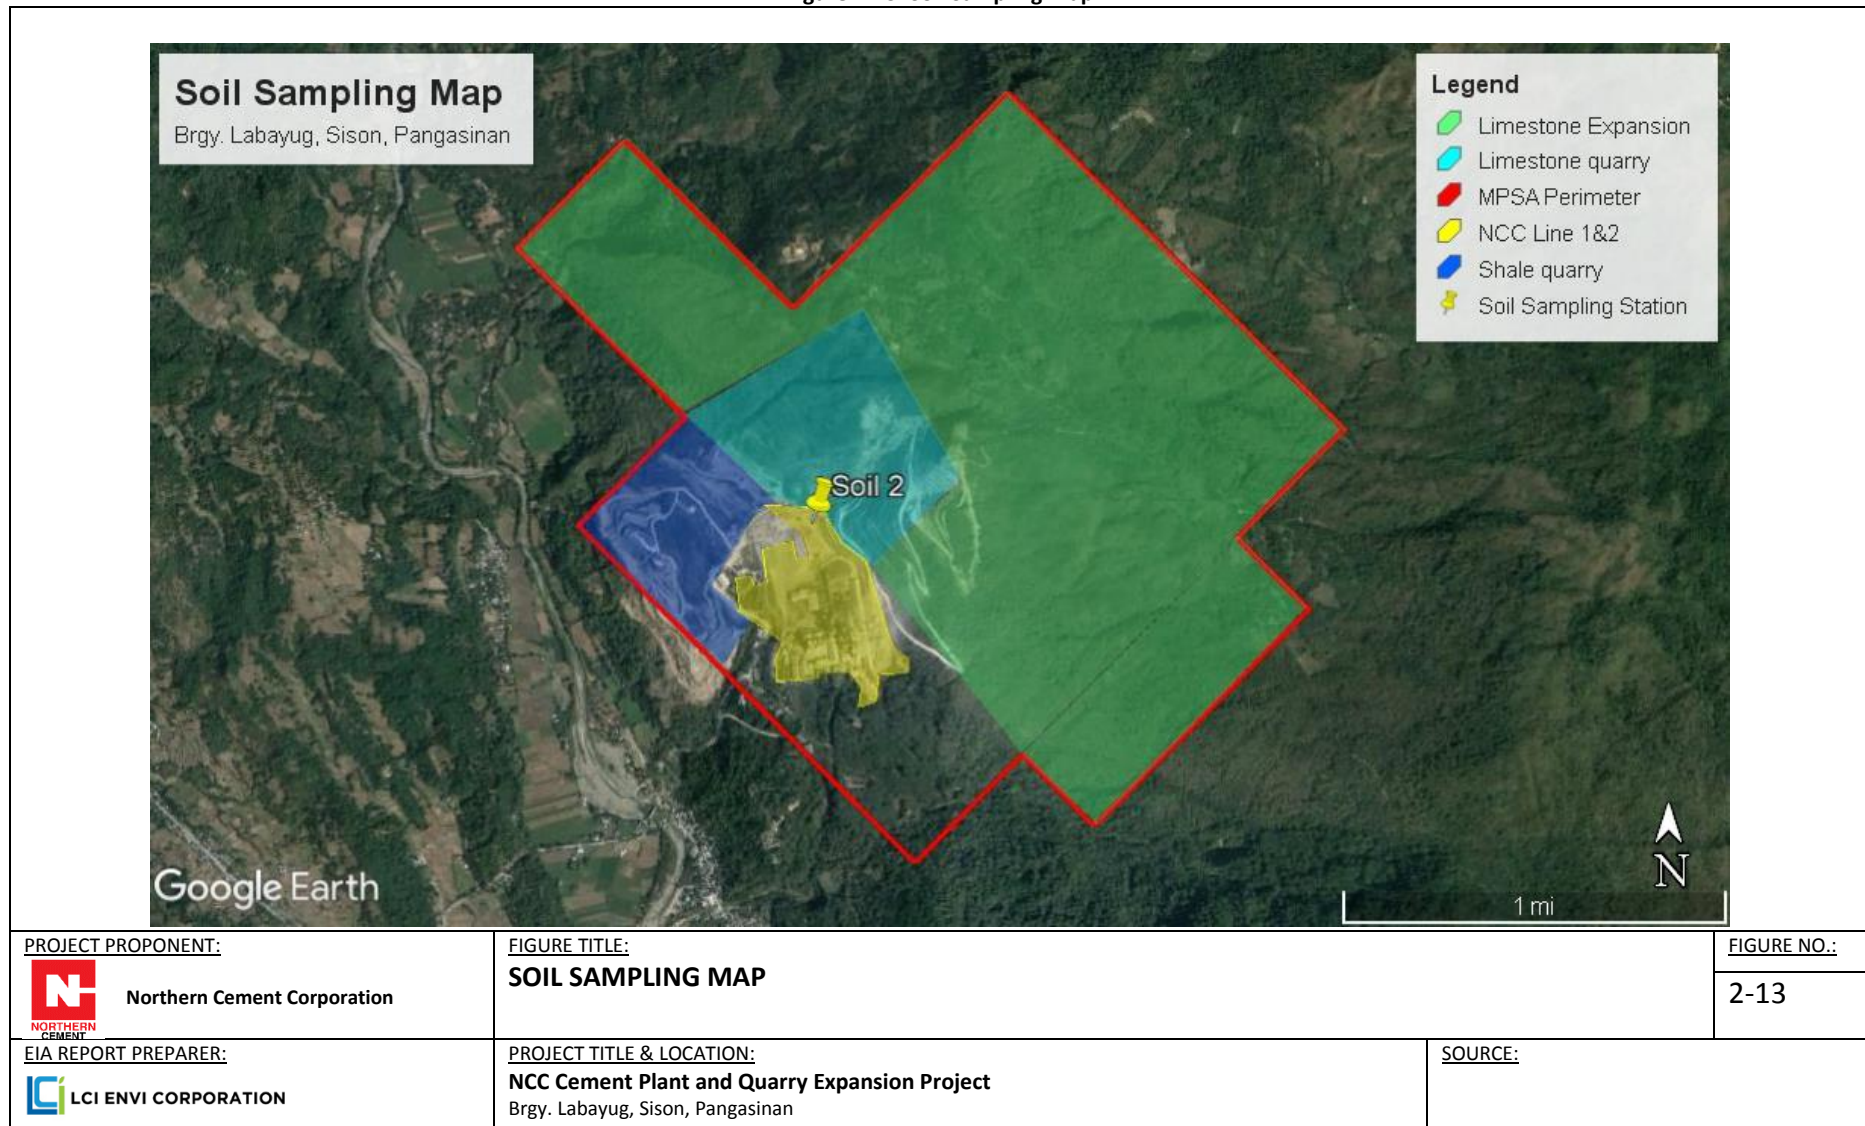 Soil Sampling Map
Brgy. Labayug, Sison, Pangasinan
Legend
Limestone Expansion
Limestone quarry
MPSA Perimeter
NCC Line 1&2
Shale quarry
Soil Sampling Station
Soil 2
Google Earth
N
1 mi
PROJECT PROPONENT:
NORTHERN
CEMENT
Northern Cement Corporation
FIGURE TITLE:
SOIL SAMPLING MAP
FIGURE NO.:
2-13
EIA REPORT PREPARER:
LCI ENVI CORPORATION
PROJECT TITLE & LOCATION:
NCC Cement Plant and Quarry Expansion Project
Brgy. Labayug, Sison, Pangasinan
SOURCE: